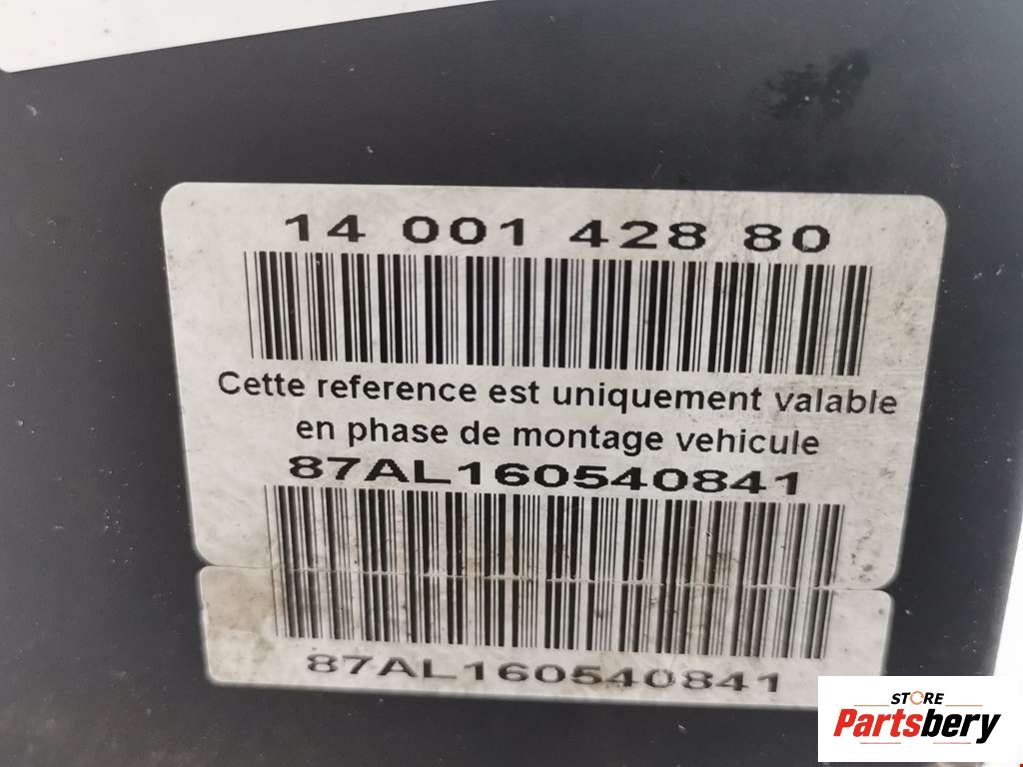 14 001 428 80
Cette reference est uniquement valable
en phase de montage vehicule
87AL160540841
87AL160540841
STORE
Partsbery